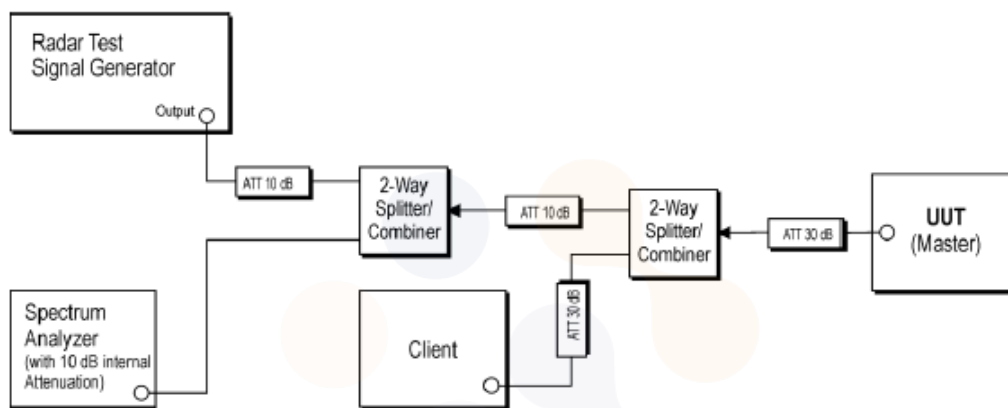 Radar Test
Signal Generator
Output
ATT 10 dB
2-Way
Splitter/
Combiner
ATT 10 dB
2-Way
Splitter/
Combiner
ATT 30 dB
UUT
(Master)
Spectrum
Analyzer
(with 10 dB internal
Attenuation)
Client
ATT 30 dB